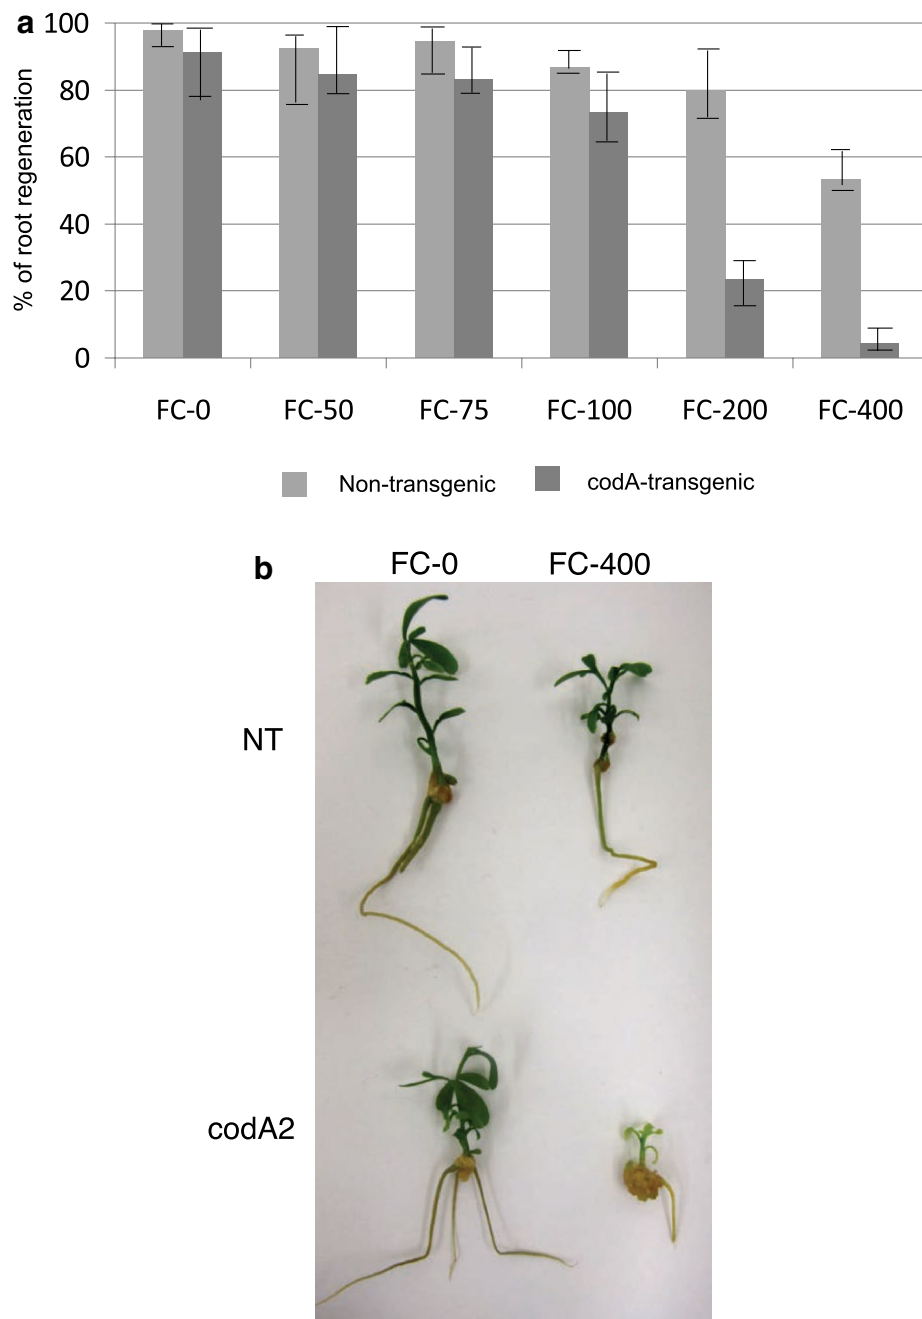 a
% of root regeneration
100
80
60
40
20
0
FC-0 FC-50 FC-75 FC-100 FC-200 FC-400
Non-transgenic codA-transgenic
b
FC-0 FC-400
NT
codA2